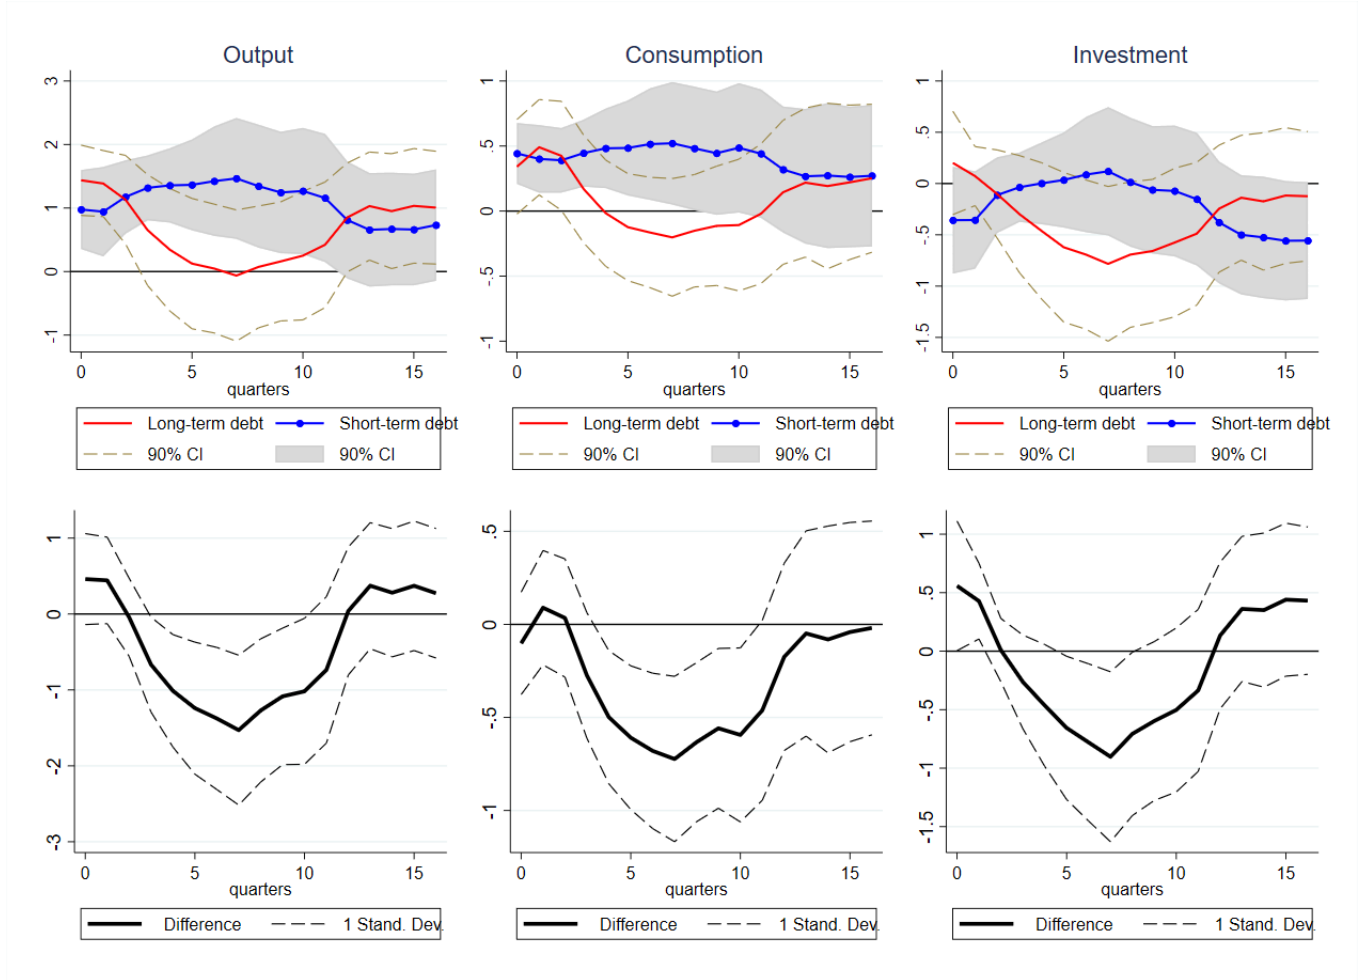 Output
Consumption
Investment
3
2
1
0
-1
0 5 10 15
quarters
1
.5
0
-.5
-1
0 5 10 15
quarters
1
.5
0
-.5
-1
-1.5
0 5 10 15
quarters
Long-term debt Short-term debt
90% CI 90% CI
Long-term debt Short-term debt
90% CI 90% CI
Long-term debt Short-term debt
90% CI 90% CI
1
0
-1
-2
-3
0 5 10 15
quarters
.5
0
-.5
-1
0 5 10 15
quarters
1
.5
0
-.5
-1
-1.5
0 5 10 15
quarters
Difference 1 Stand. Dev.
Difference 1 Stand. Dev.
Difference 1 Stand. Dev.